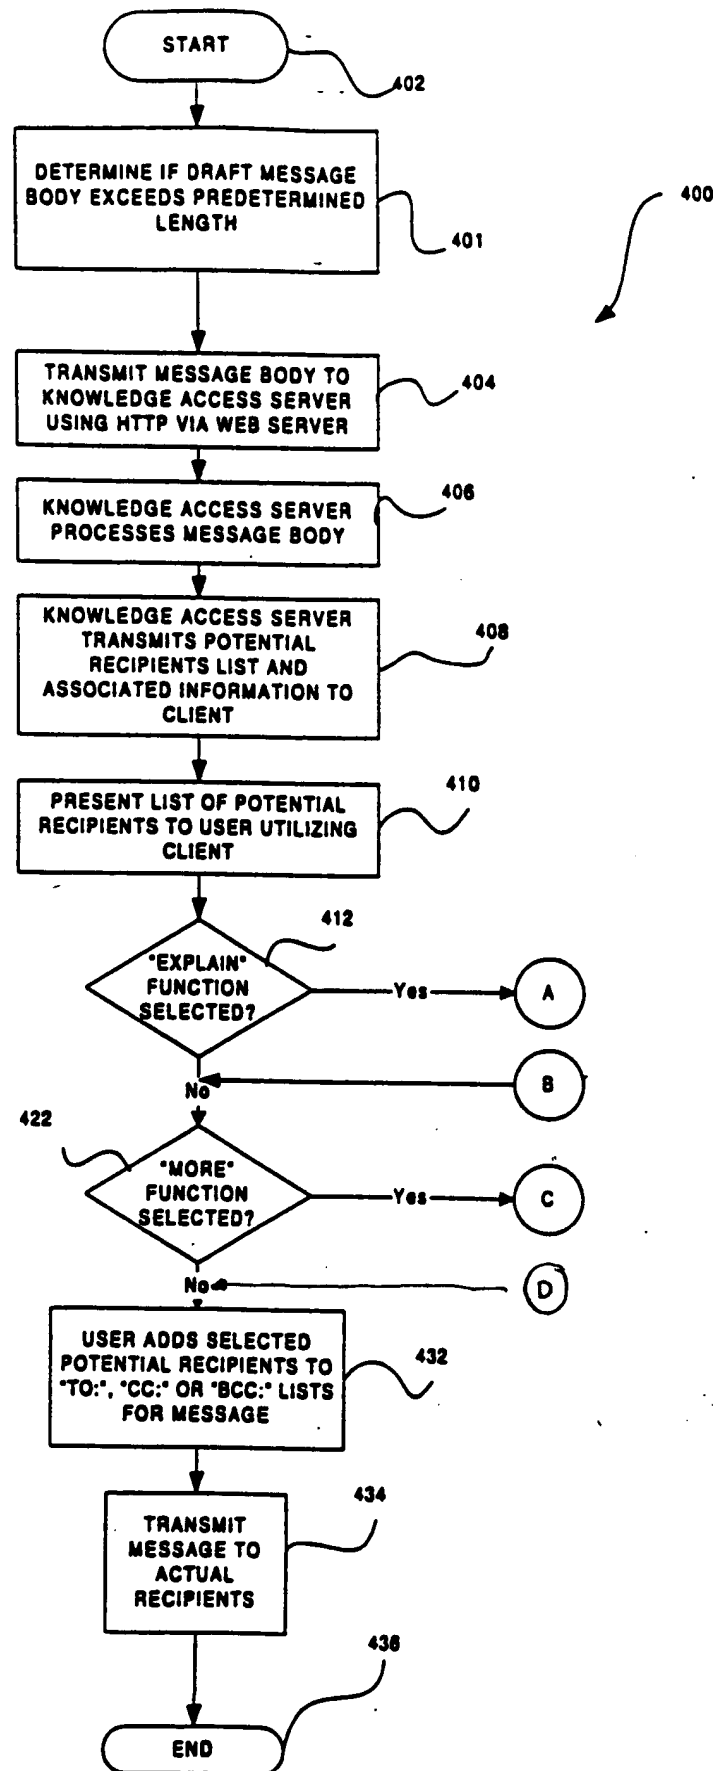 START
402
DETERMINE IF DRAFT MESSAGE
BODY EXCEEDS PREDETERMINED
LENGTH
401
400
TRANSMIT MESSAGE BODY TO
KNOWLEDGE ACCESS SERVER
USING HTTP VIA WEB SERVER
404
KNOWLEDGE ACCESS SERVER
PROCESSES MESSAGE BODY
406
KNOWLEDGE ACCESS SERVER
TRANSMITS POTENTIAL
RECIPIENTS LIST AND
ASSOCIATED INFORMATION TO
CLIENT
408
PRESENT LIST OF POTENTIAL
RECIPIENTS TO USER UTILIZING
CLIENT
410
"EXPLAIN"
FUNCTION
SELECTED?
412
Yes
A
B
No
422
"MORE"
FUNCTION
SELECTED?
Yes
C
No
D
USER ADDS SELECTED
POTENTIAL RECIPIENTS TO
"TO:", "CC:" OR "BCC:" LISTS
FOR MESSAGE
432
TRANSMIT
MESSAGE TO
ACTUAL
RECIPIENTS
434
436
END